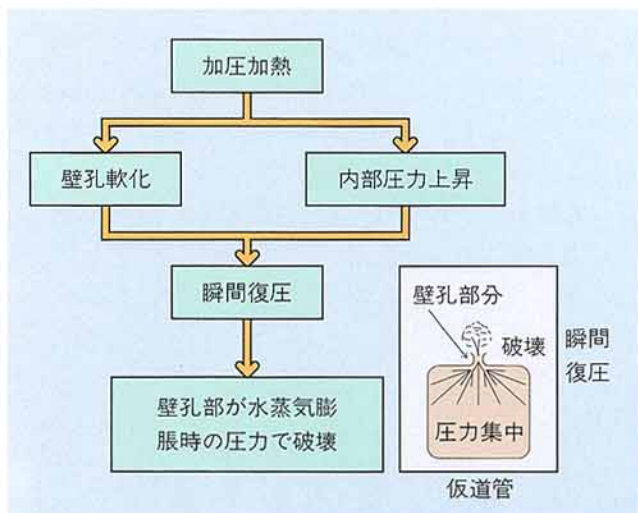 加圧加熱
壁孔軟化
内部圧力上昇
瞬間復圧
壁孔部が水蒸気膨
脹時の圧力で破壊
壁孔部分
破壊
圧力集中
瞬間
復圧
仮道管